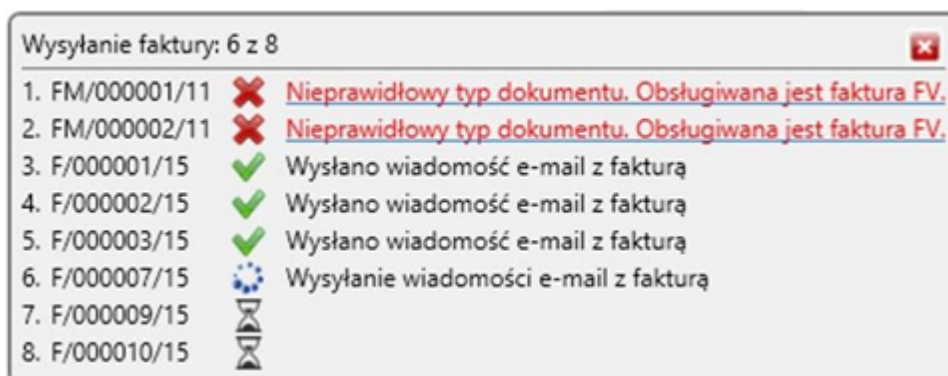 Wysyłanie faktury: 6 z 8
1. FM/000001/11 Nieprawidłowy typ dokumentu. Obsługiwana jest faktura FV.
2. FM/000002/11 Nieprawidłowy typ dokumentu. Obsługiwana jest faktura FV.
3. F/000001/15 Wysłano wiadomość e-mail z fakturą
4. F/000002/15 Wysłano wiadomość e-mail z fakturą
5. F/000003/15 Wysłano wiadomość e-mail z fakturą
6. F/000007/15 Wysyłanie wiadomości e-mail z fakturą
7. F/000009/15
8. F/000010/15